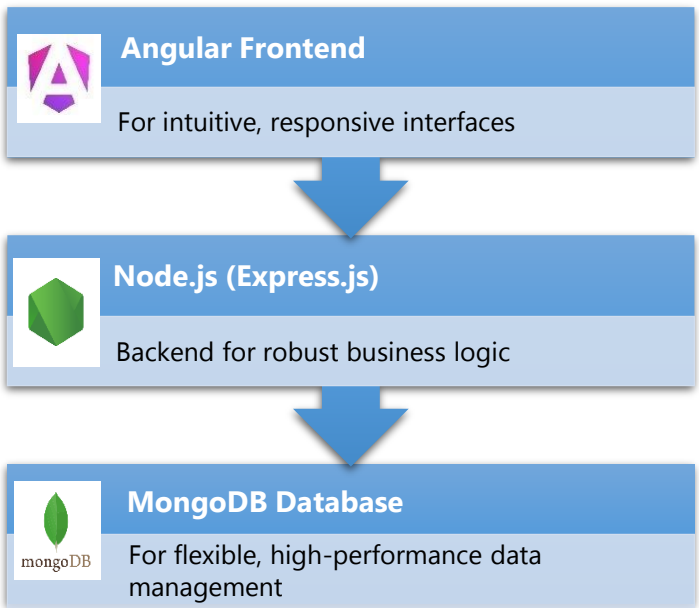 Angular Frontend
For intuitive, responsive interfaces
Node.js (Express.js)
Backend for robust business logic
MongoDB Database
mongoDB
For flexible, high-performance data
management